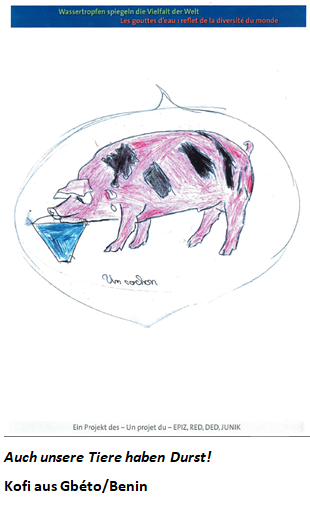 Wassertropfen spiegeln die Vielfalt der Welt
Les gouttes d'eau : reflet de la diversité du monde
Un cochon
Ein Projekt des – Un projet du – EPIZ, RED, DED, JUNIK
Auch unsere Tiere haben Durst!
Kofi aus Gbéto/Benin